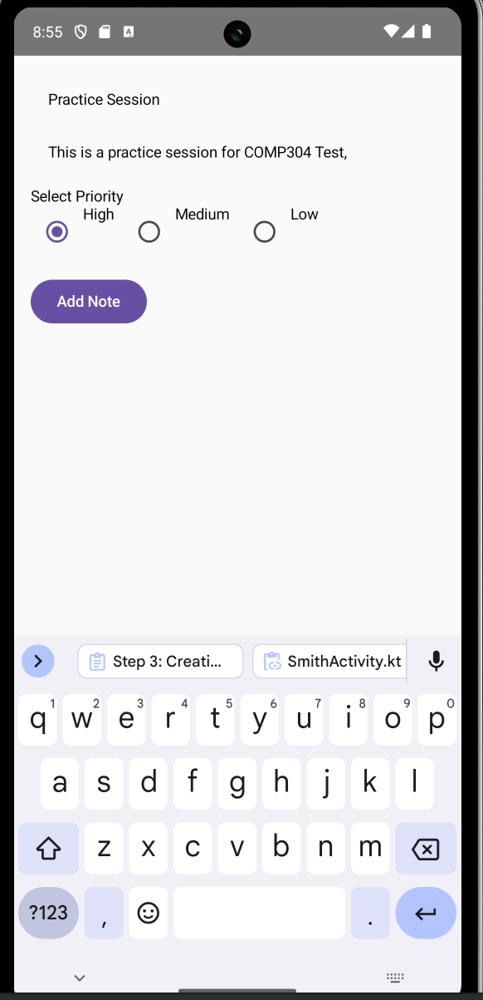 8:55 A
Practice Session
This is a practice session for COMP304 Test,
Select Priority
High Medium Low
Add Note
Step 3: Creati... SmithActivity.kt
q1 w2 e3 r4 t5 y6 u7 i8 o9 p0
a s d f g h j k l
z x c v b n m
?123 , .